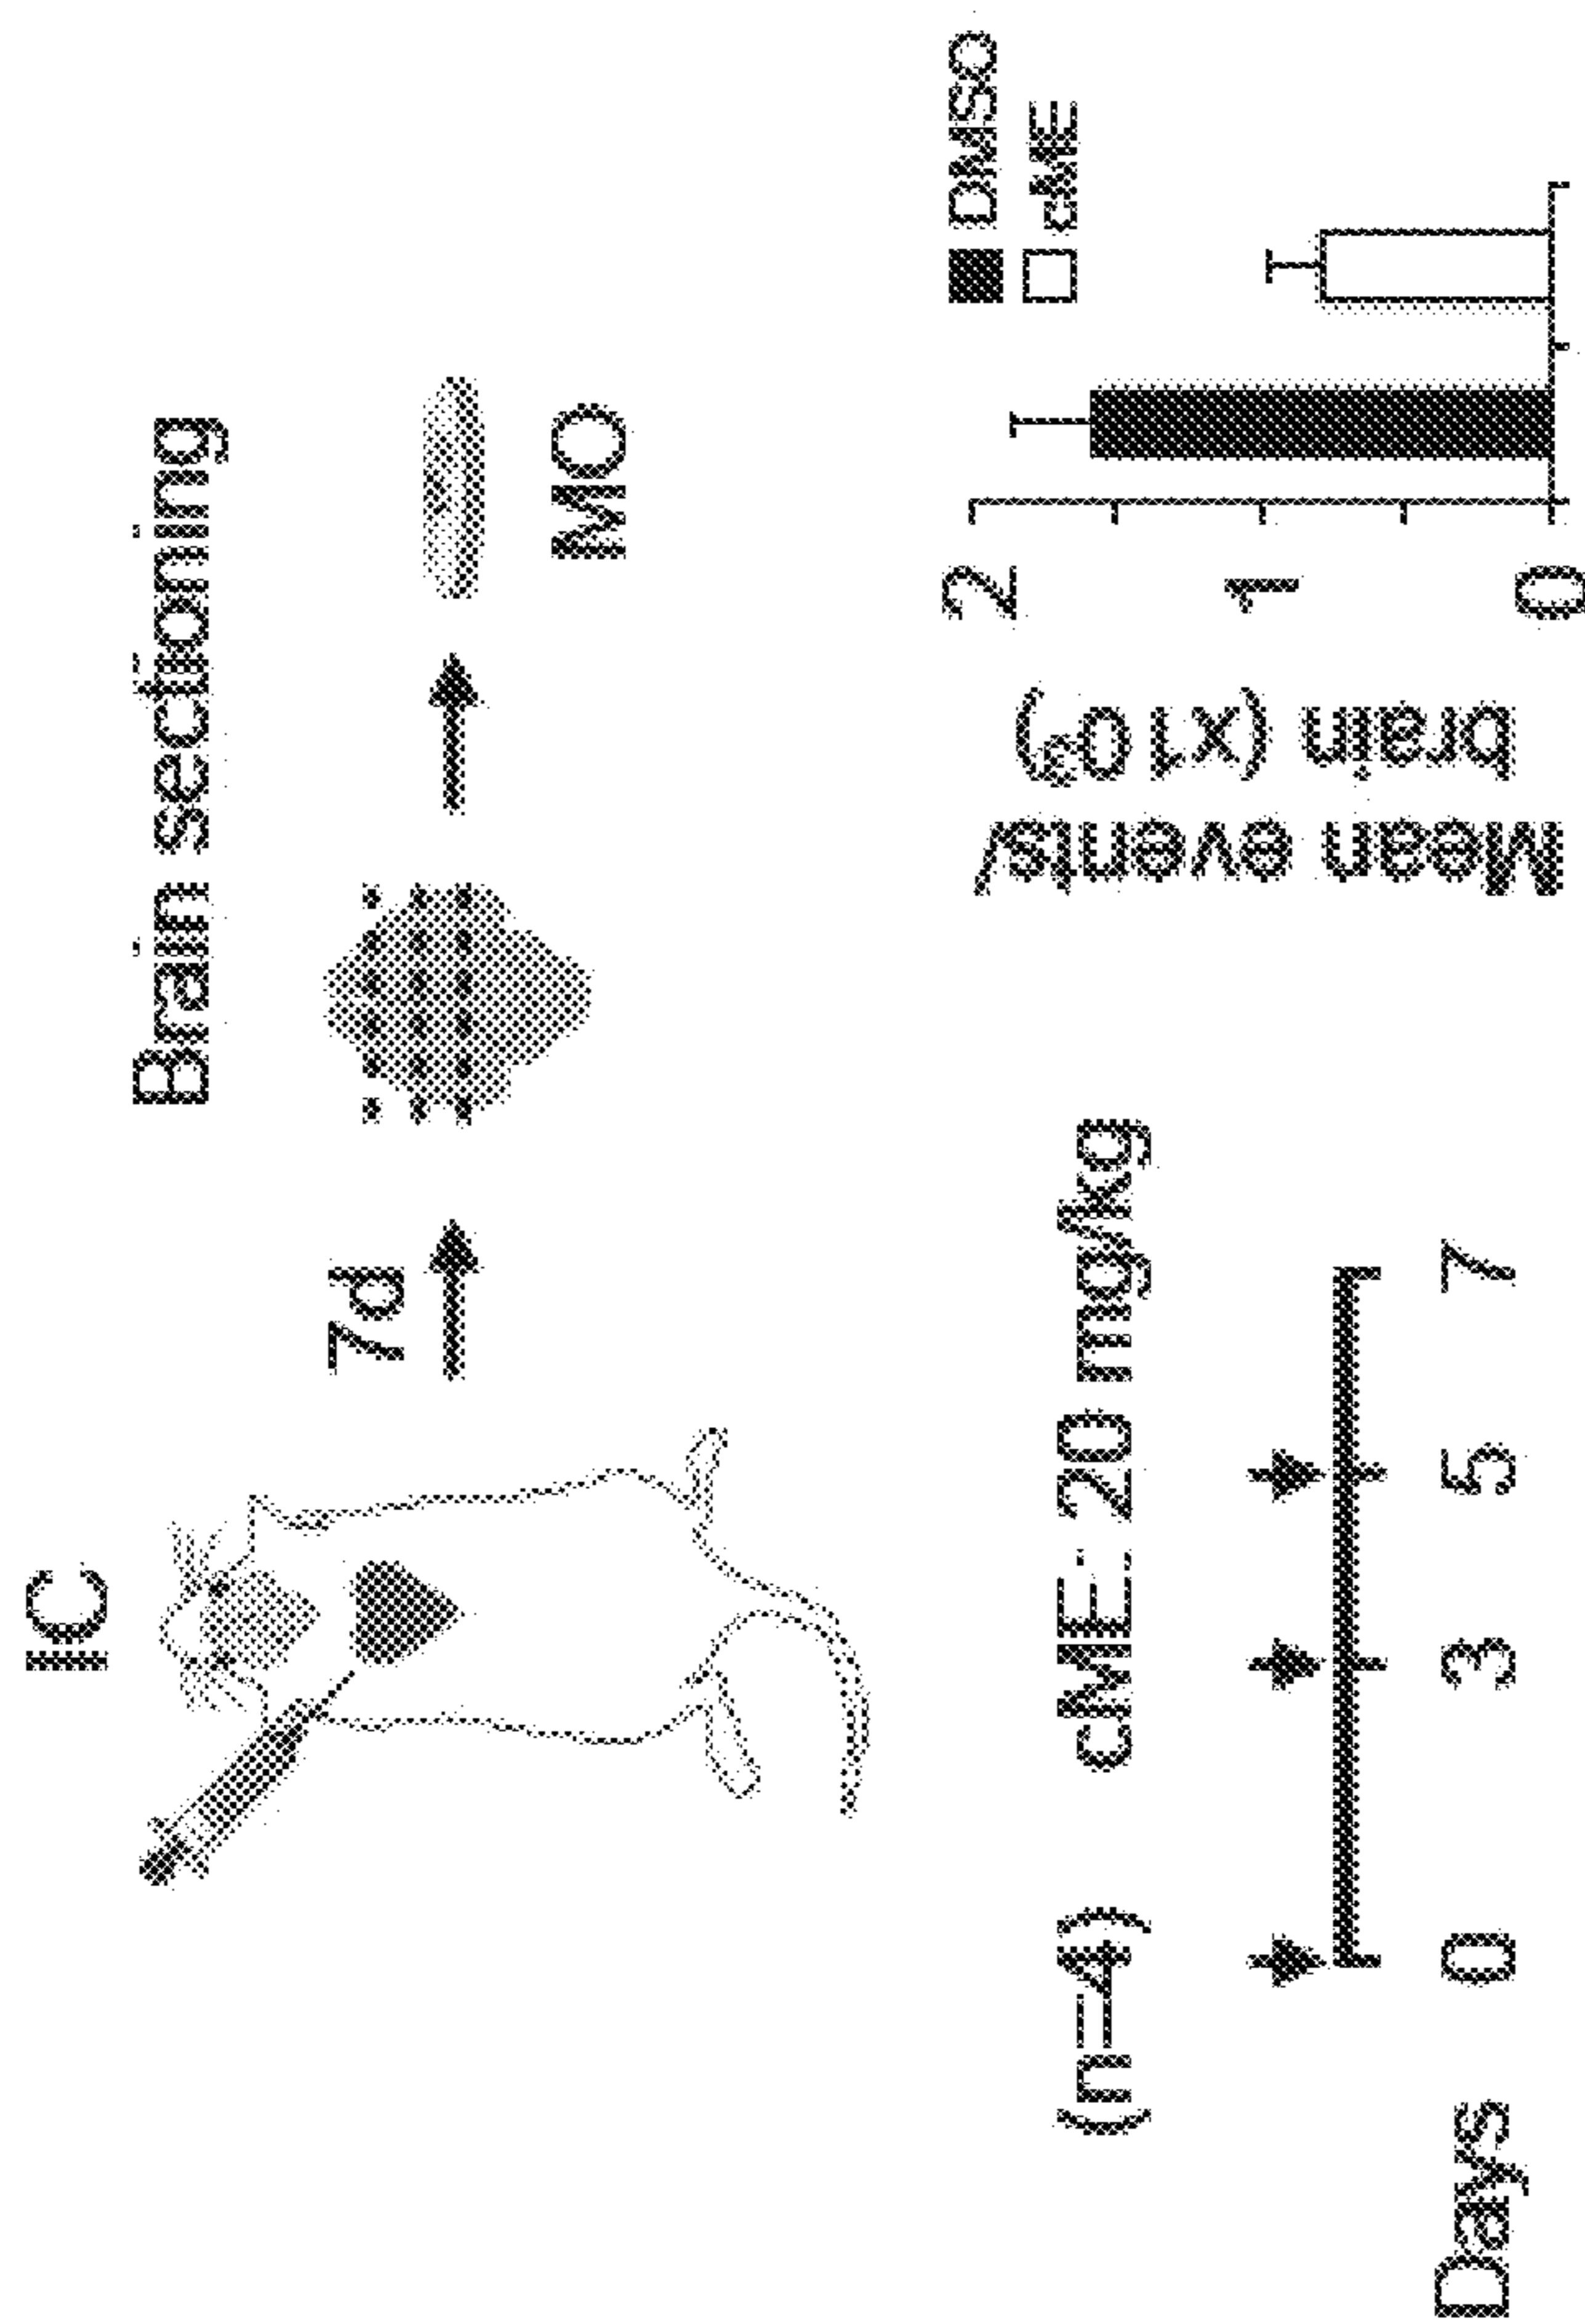 IC
7d
Brain sectioning
MO
(n=4) cME: 20 mg/kg
Days 0 3 5 7
Mean events/
brain (x10
2
1
0
DMSO
cME